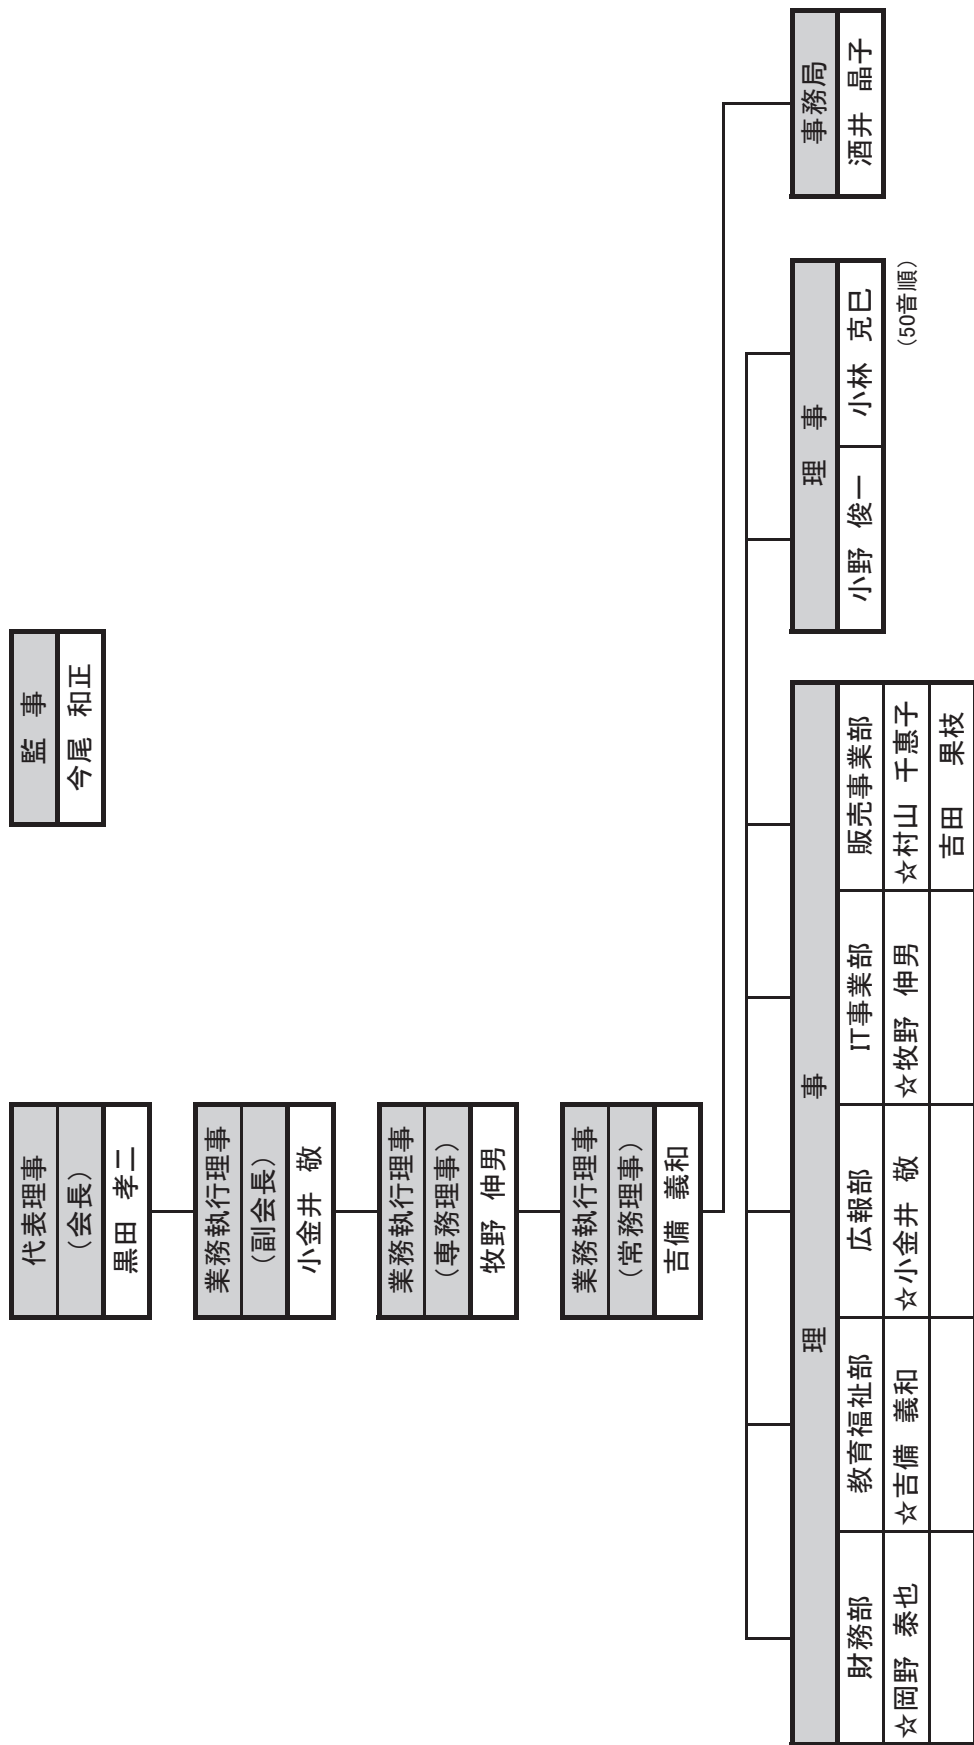 監　事
今尾　和正
代表理事
（会長）
黒田　孝二
業務執行理事
（副会長）
小金井　敬
業務執行理事
（専務理事）
牧野　伸男
業務執行理事
（常務理事）
吉備　義和
理　事
財務部　教育福祉部　広報部　IT事業部　販売事業部
☆岡野　泰也　☆吉備　義和　☆小金井　敬　☆牧野　伸男　☆村山　千惠子
吉田　果枝
理　事
小野　俊一　小林　克巳
（50音順）
事務局
酒井　晶子